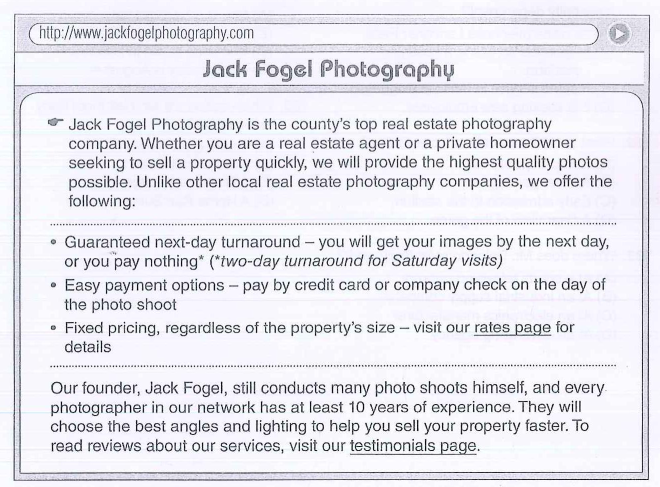 http://www.jackfogelphotography.com
Jack Fogel Photography
Jack Fogel Photography is the county's top real estate photography
company. Whether you are a real estate agent or a private homeowner
seeking to sell a property quickly, we will provide the highest quality photos
possible. Unlike other local real estate photography companies, we offer the
following:
• Guaranteed next-day turnaround – you will get your images by the next day,
or you pay nothing* (*two-day turnaround for Saturday visits)
• Easy payment options – pay by credit card or company check on the day of
the photo shoot
• Fixed pricing, regardless of the property's size – visit our rates page for
details
Our founder, Jack Fogel, still conducts many photo shoots himself, and every
photographer in our network has at least 10 years of experience. They will
choose the best angles and lighting to help you sell your property faster. To
read reviews about our services, visit our testimonials page.